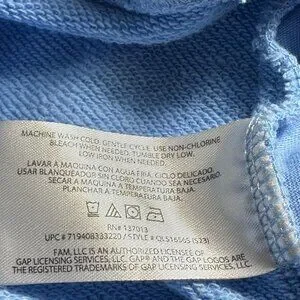 MACHINE WASH COLD, GENTLE CYCLE. USE NON-CHLORINE
BLEACH WHEN NEEDED. TUMBLE DRY LOW.
LOW IRON WHEN NEEDED.
LAVAR A MAQUINA CON AGUA FRIA, CICLO DELICADO.
USAR BLANQUEADOR SIN CLORO CUANDO SEA NECESARIO.
SECAR A MAQUINA A TEMPERATURA BAJA.
PLANCHAR A TEMPERATURA BAJA.
RN# 137013
UPC # 719408333220 / STYLE # QLS1656S (S23)
FAM, LLC IS AN AUTHORIZED LICENSEE OF
GAP LICENSING SERVICES, LLC. GAP® AND THE GAP LOGOS ARE
THE REGISTERED TRADEMARKS OF GAP LICENSING SERVICES, LLC.